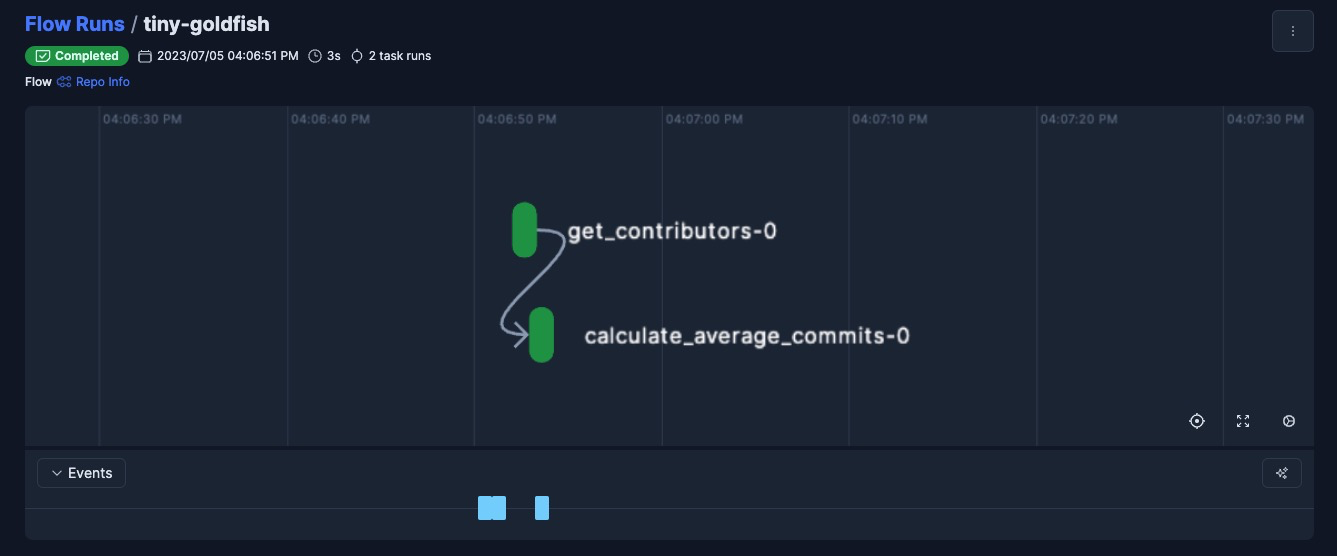 Flow Runs / tiny-goldfish
Completed 2023/07/05 04:06:51 PM 3s 2 task runs
Flow Repo Info
04:06:30 PM 04:06:40 PM 04:06:50 PM 04:07:00 PM 04:07:10 PM 04:07:20 PM 04:07:30 PM
get_contributors-0
calculate_average_commits-0
Events